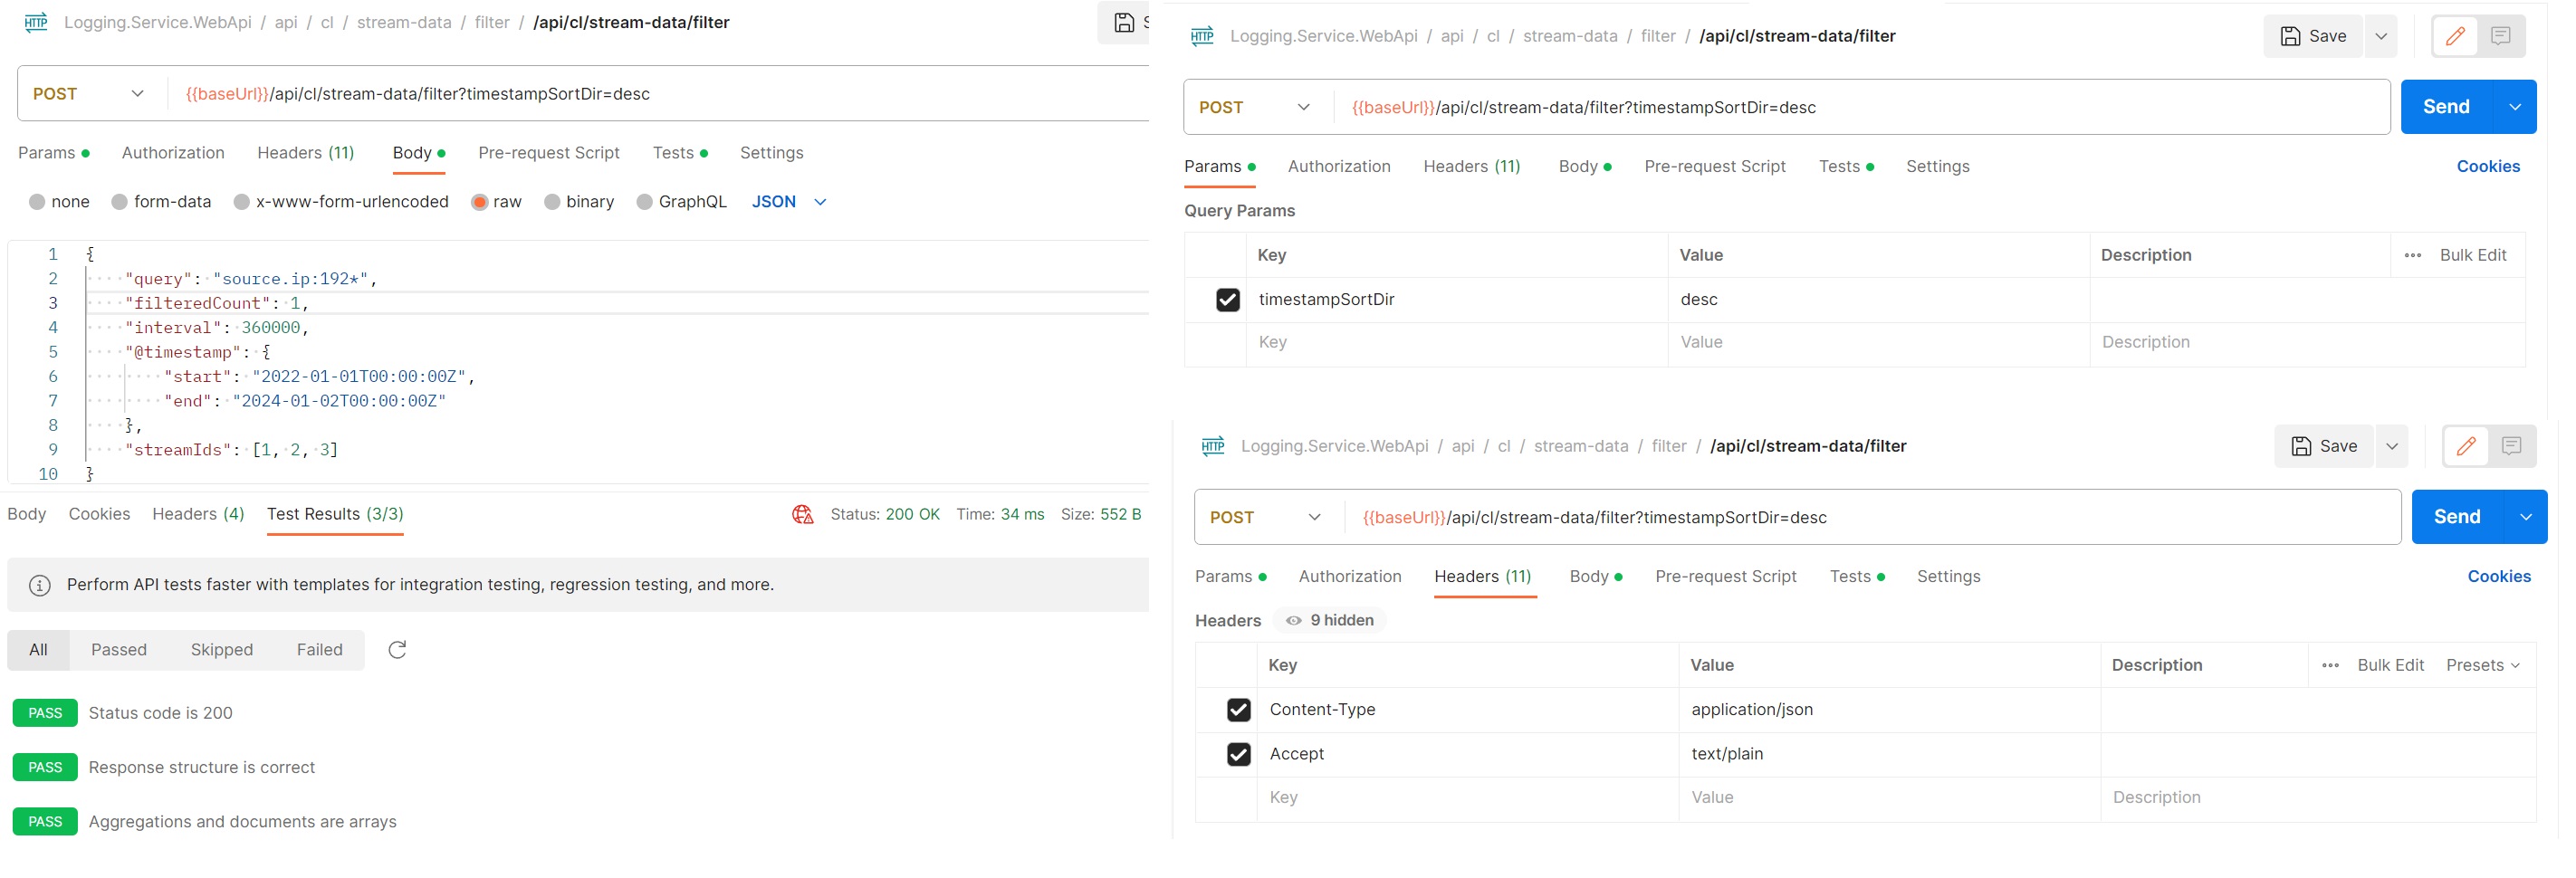 HTTP Logging.Service.WebApi / api / cl / stream-data / filter / /api/cl/stream-data/filter
POST {{baseUrl}}/api/cl/stream-data/filter?timestampSortDir=desc
Params Authorization Headers (11) Body Pre-request Script Tests Settings
none form-data x-www-form-urlencoded raw binary GraphQL JSON
1 {
2 "query": "source.ip:192*",
3 "filteredCount": 1,
4 "interval": 360000,
5 "@timestamp": {
6 "start": "2022-01-01T00:00:00Z",
7 "end": "2024-01-02T00:00:00Z"
8 },
9 "streamIds": [1, 2, 3]
10 }
Body Cookies Headers (4) Test Results (3/3) Status: 200 OK Time: 34 ms Size: 552 B
Perform API tests faster with templates for integration testing, regression testing, and more.
All Passed Skipped Failed
PASS Status code is 200
PASS Response structure is correct
PASS Aggregations and documents are arrays
HTTP Logging.Service.WebApi / api / cl / stream-data / filter / /api/cl/stream-data/filter Save
POST {{baseUrl}}/api/cl/stream-data/filter?timestampSortDir=desc Send
Params Authorization Headers (11) Body Pre-request Script Tests Settings Cookies
Query Params
Key Value Description Bulk Edit
timestampSortDir desc
Key Value Description
HTTP Logging.Service.WebApi / api / cl / stream-data / filter / /api/cl/stream-data/filter Save
POST {{baseUrl}}/api/cl/stream-data/filter?timestampSortDir=desc Send
Params Authorization Headers (11) Body Pre-request Script Tests Settings Cookies
Headers 9 hidden
Key Value Description Bulk Edit Presets
Content-Type application/json
Accept text/plain
Key Value Description